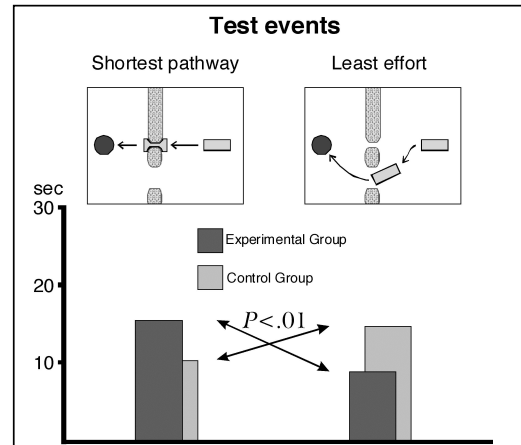 Test events
Shortest pathway
Least effort
sec
30
Experimental Group
20
Control Group
P<.01
10